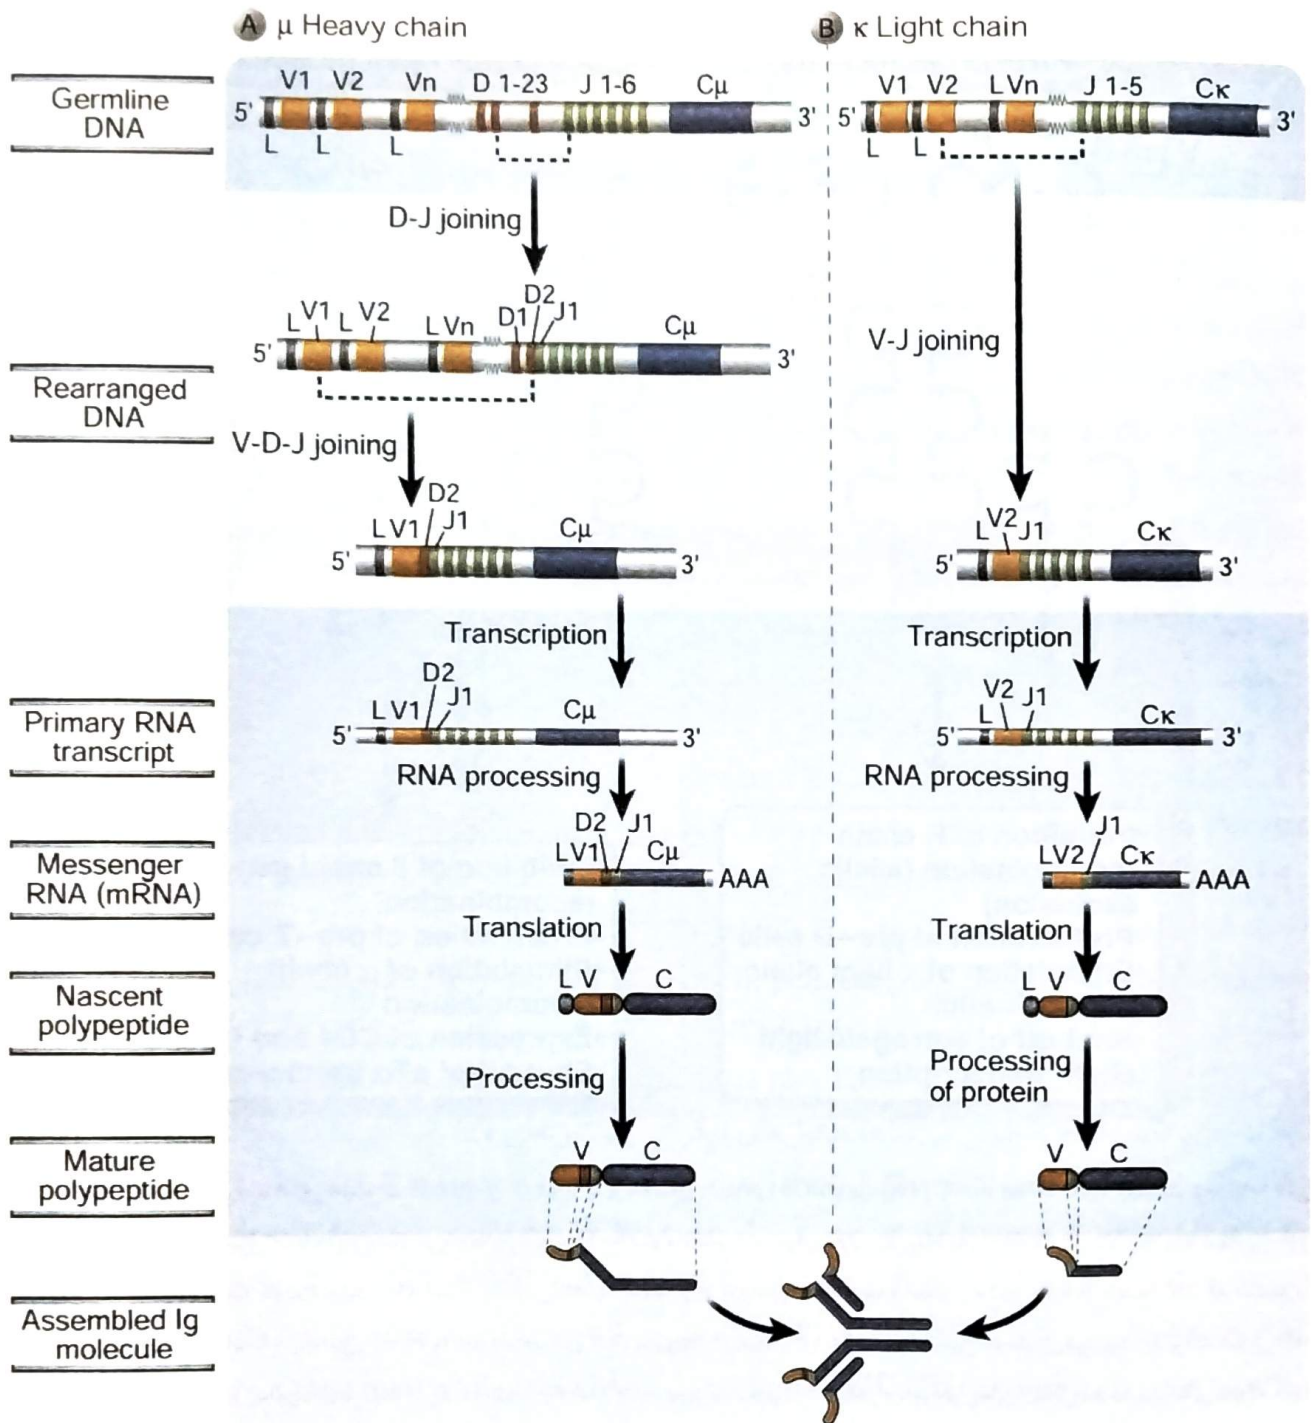 A μ Heavy chain
B κ Light chain
Germline
DNA
V1 V2 Vn D 1-23 J 1-6 Cμ
5' 3'
L L L
V1 V2 L Vn J 1-5 Cκ
5' 3'
L L
D-J joining
V-J joining
Rearranged
DNA
D2
L V1 L V2 L Vn D1 J1 Cμ
5' 3'
V-D-J joining
D2
L V1 J1 Cμ
5' 3'
V2
L J1 Cκ
5' 3'
Transcription
Transcription
Primary RNA
transcript
D2
L V1 J1 Cμ
5' 3'
V2 J1
L Cκ
5' 3'
RNA processing
RNA processing
Messenger
RNA (mRNA)
D2 J1
LV1 Cμ
AAA
J1
LV2 Cκ
AAA
Translation
Translation
Nascent
polypeptide
L V C
L V C
Processing
Processing
of protein
Mature
polypeptide
V C
V C
Assembled Ig
molecule